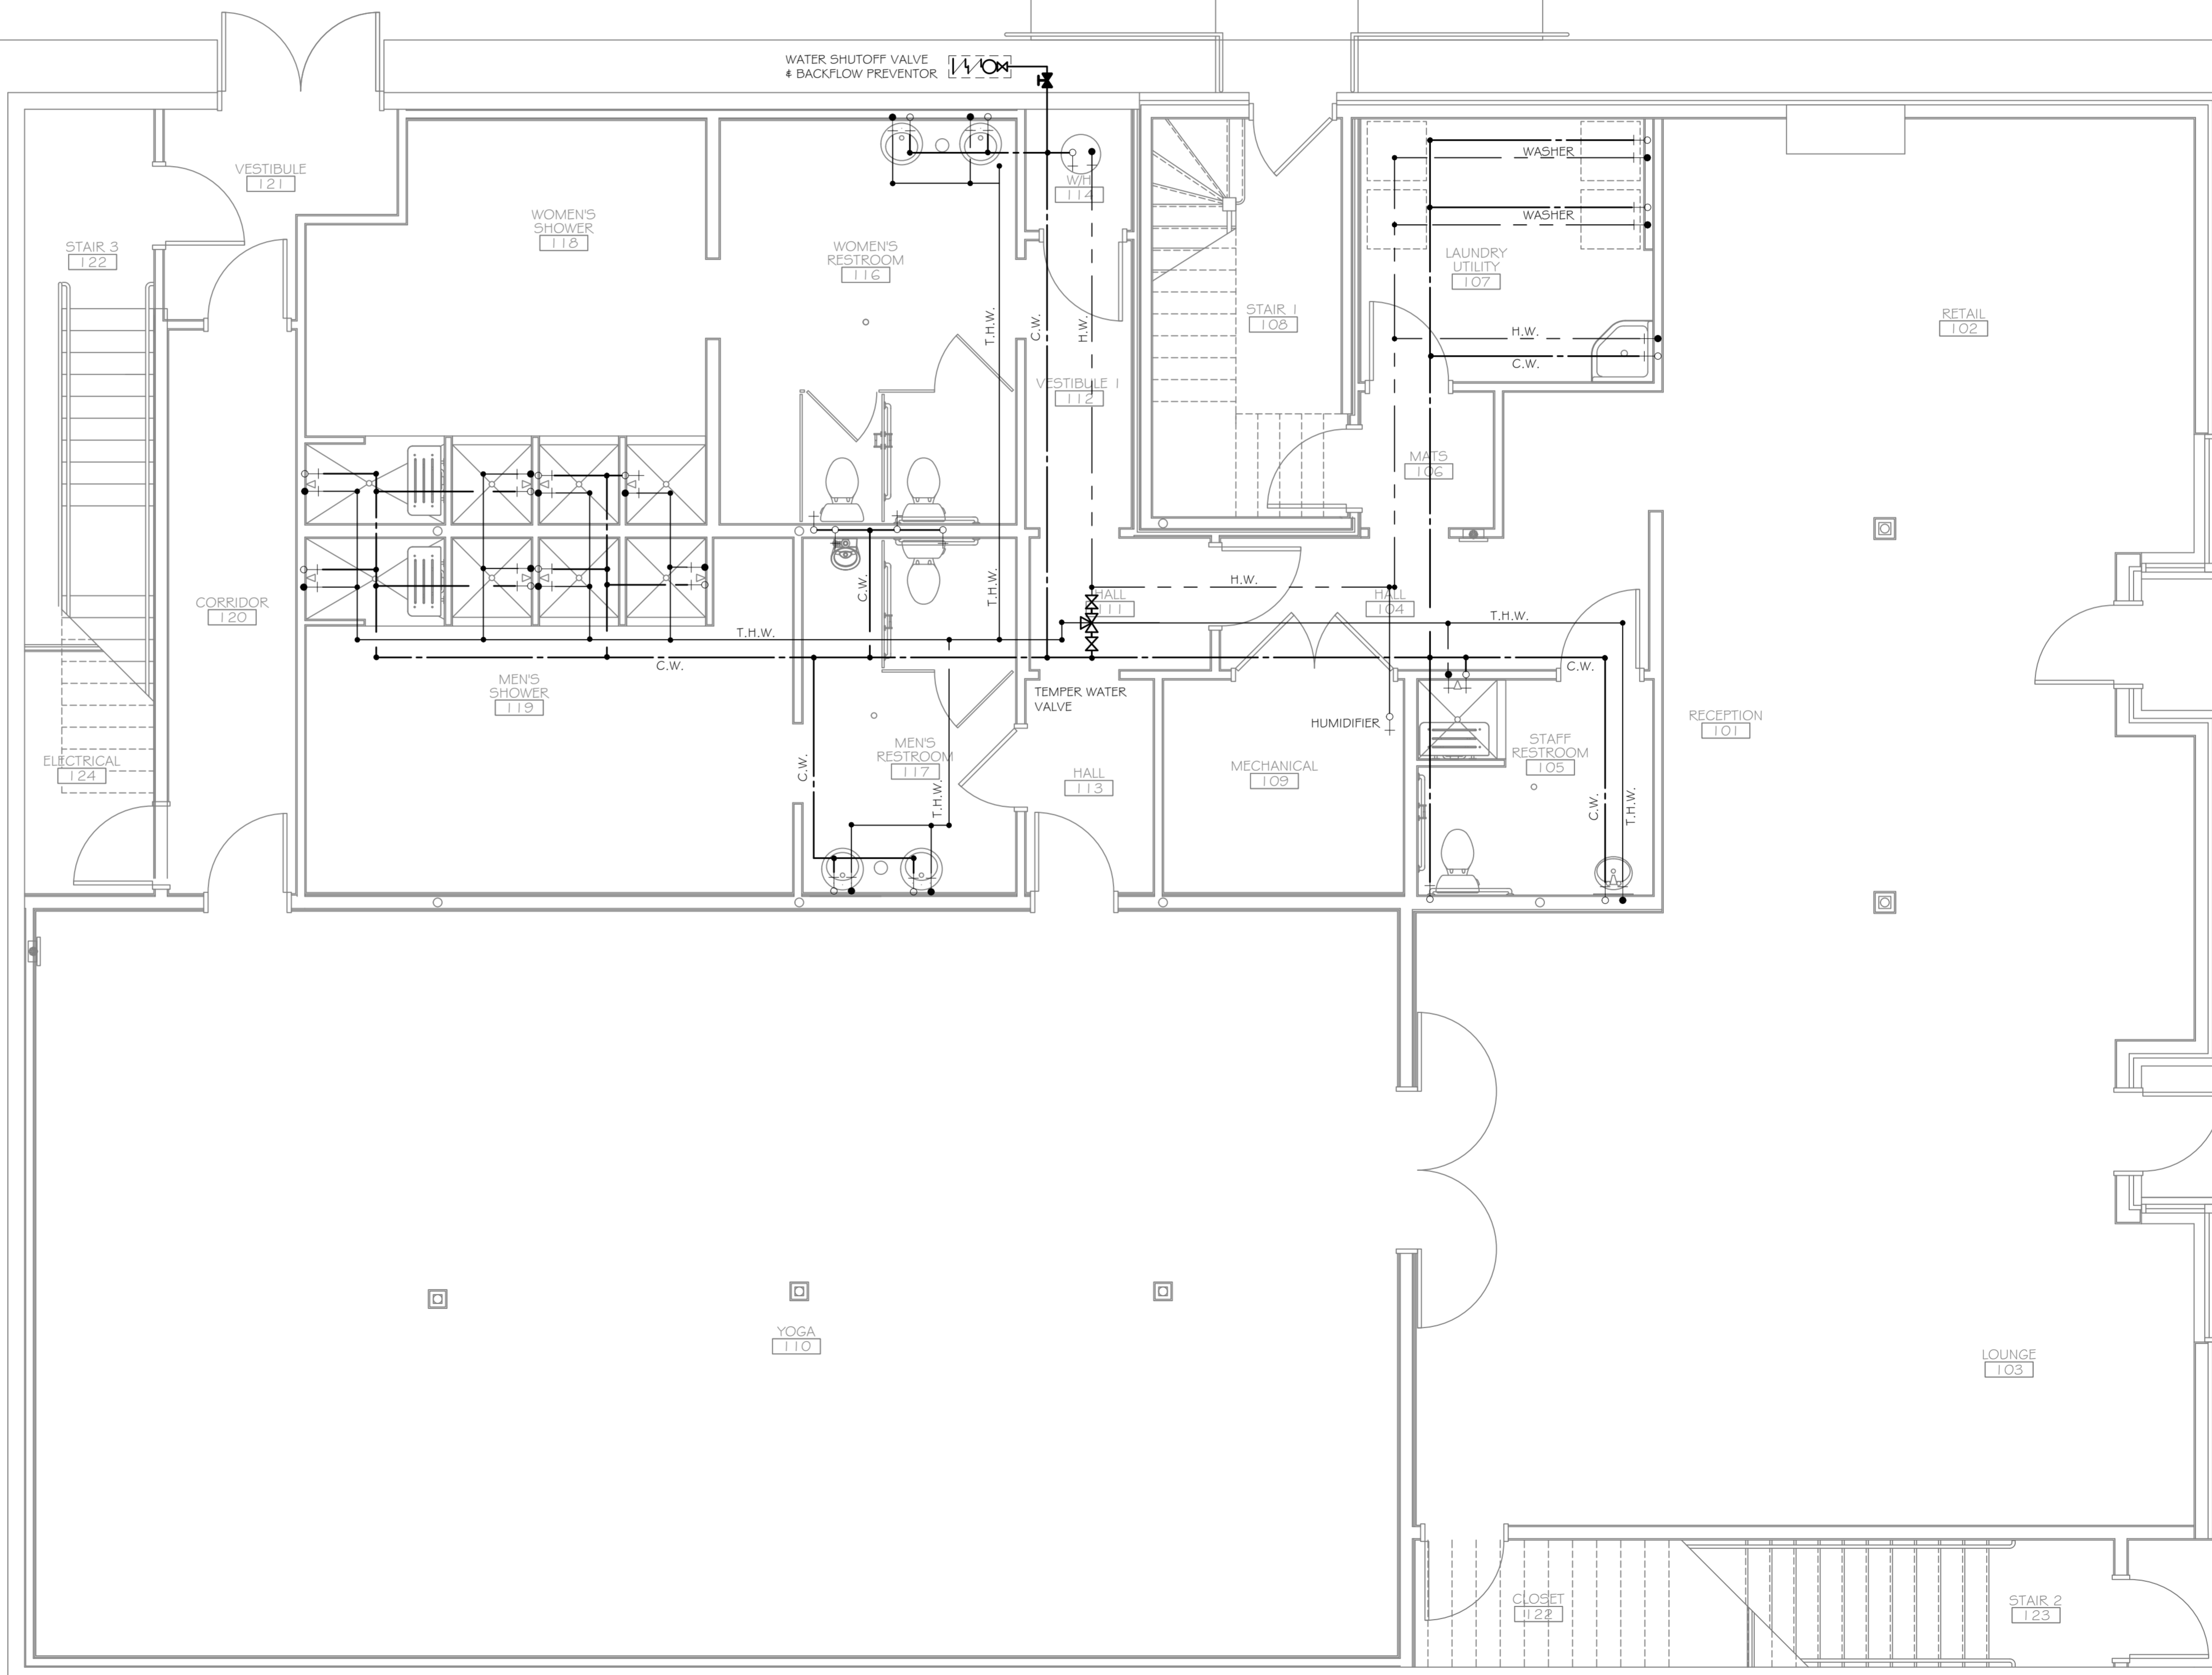 WATER SHUTOFF VALVE
& BACKFLOW PREVENTOR
VESTIBULE
121
W/H
114
WASHER
WASHER
WOMEN'S
SHOWER
118
STAIR 3
122
WOMEN'S
RESTROOM
116
LAUNDRY
UTILITY
107
STAIR 1
108
RETAIL
102
T.H.W.
C.W.
H.W.
H.W.
C.W.
VESTIBULE 1
112
MATS
106
CORRIDOR
120
C.W.
T.H.W.
HALL
111
H.W.
HALL
104
T.H.W.
T.H.W.
C.W.
C.W.
MEN'S
SHOWER
119
TEMPER WATER
VALVE
HUMIDIFIER
RECEPTION
101
MEN'S
RESTROOM
117
STAFF
RESTROOM
105
ELECTRICAL
124
C.W.
T.H.W.
HALL
113
MECHANICAL
109
C.W.
T.H.W.
YOGA
110
LOUNGE
103
CLOSET
1122
STAIR 2
123